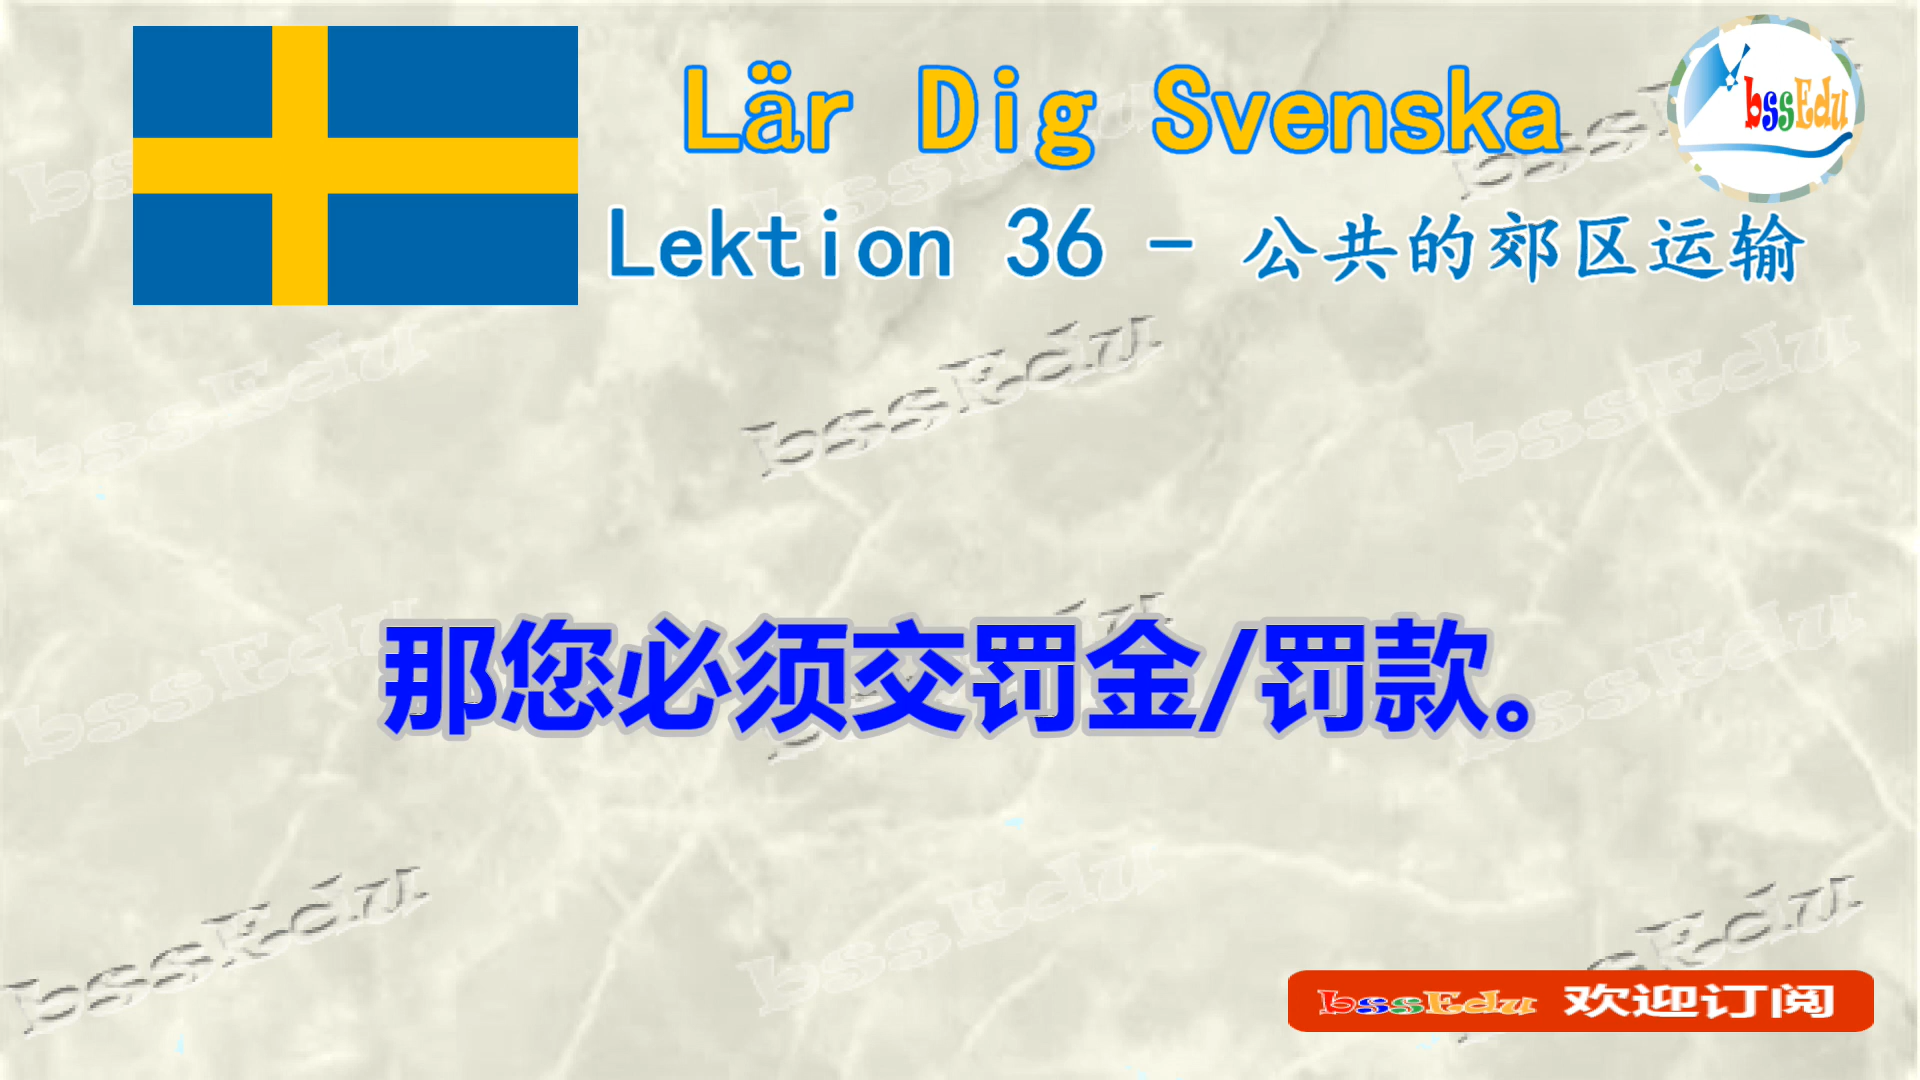 Lär Dig Svenska
bssEdu
Lektion 36 - 公共的郊区运输
那您必须交罚金/罚款。
bssEdu 欢迎订阅